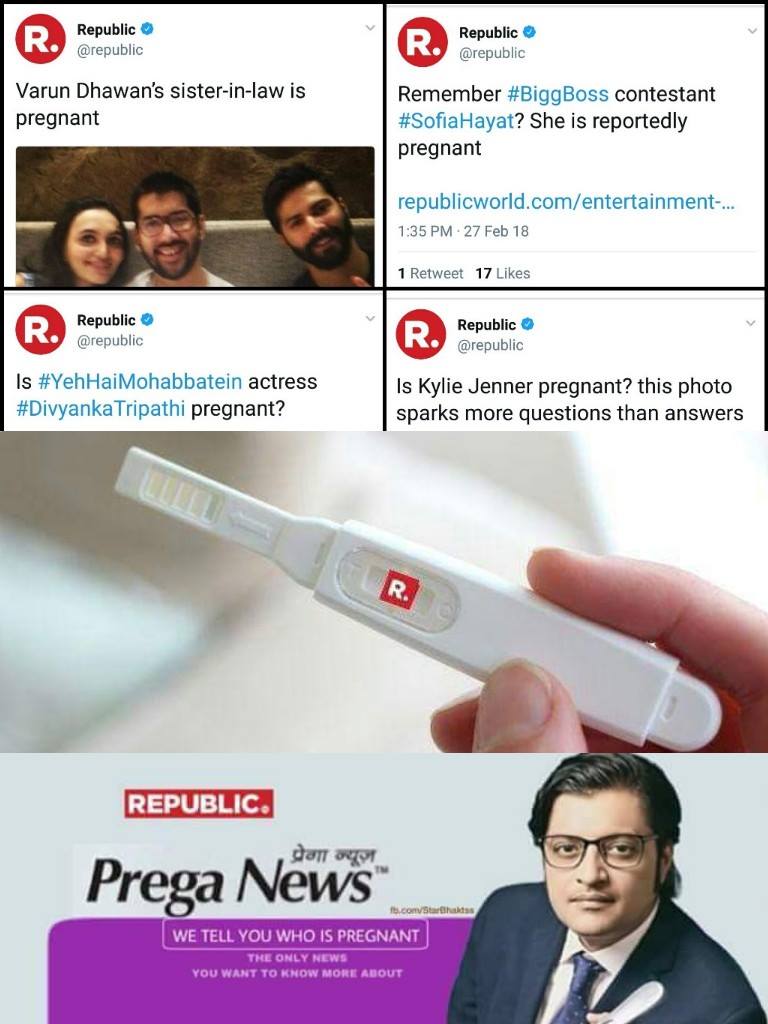 R.
Republic
@republic
Varun Dhawan's sister-in-law is
pregnant
R.
Republic
@republic
Remember #BiggBoss contestant
#SofiaHayat? She is reportedly
pregnant
republicworld.com/entertainment-...
1:35 PM · 27 Feb 18
1 Retweet 17 Likes
R.
Republic
@republic
Is #YehHaiMohabbatein actress
#DivyankaTripathi pregnant?
R.
Republic
@republic
Is Kylie Jenner pregnant? this photo
sparks more questions than answers
R.
REPUBLIC.
प्रेगा न्यूज़
Prega News™
fb.com/StarBhaktss
WE TELL YOU WHO IS PREGNANT
THE ONLY NEWS
YOU WANT TO KNOW MORE ABOUT